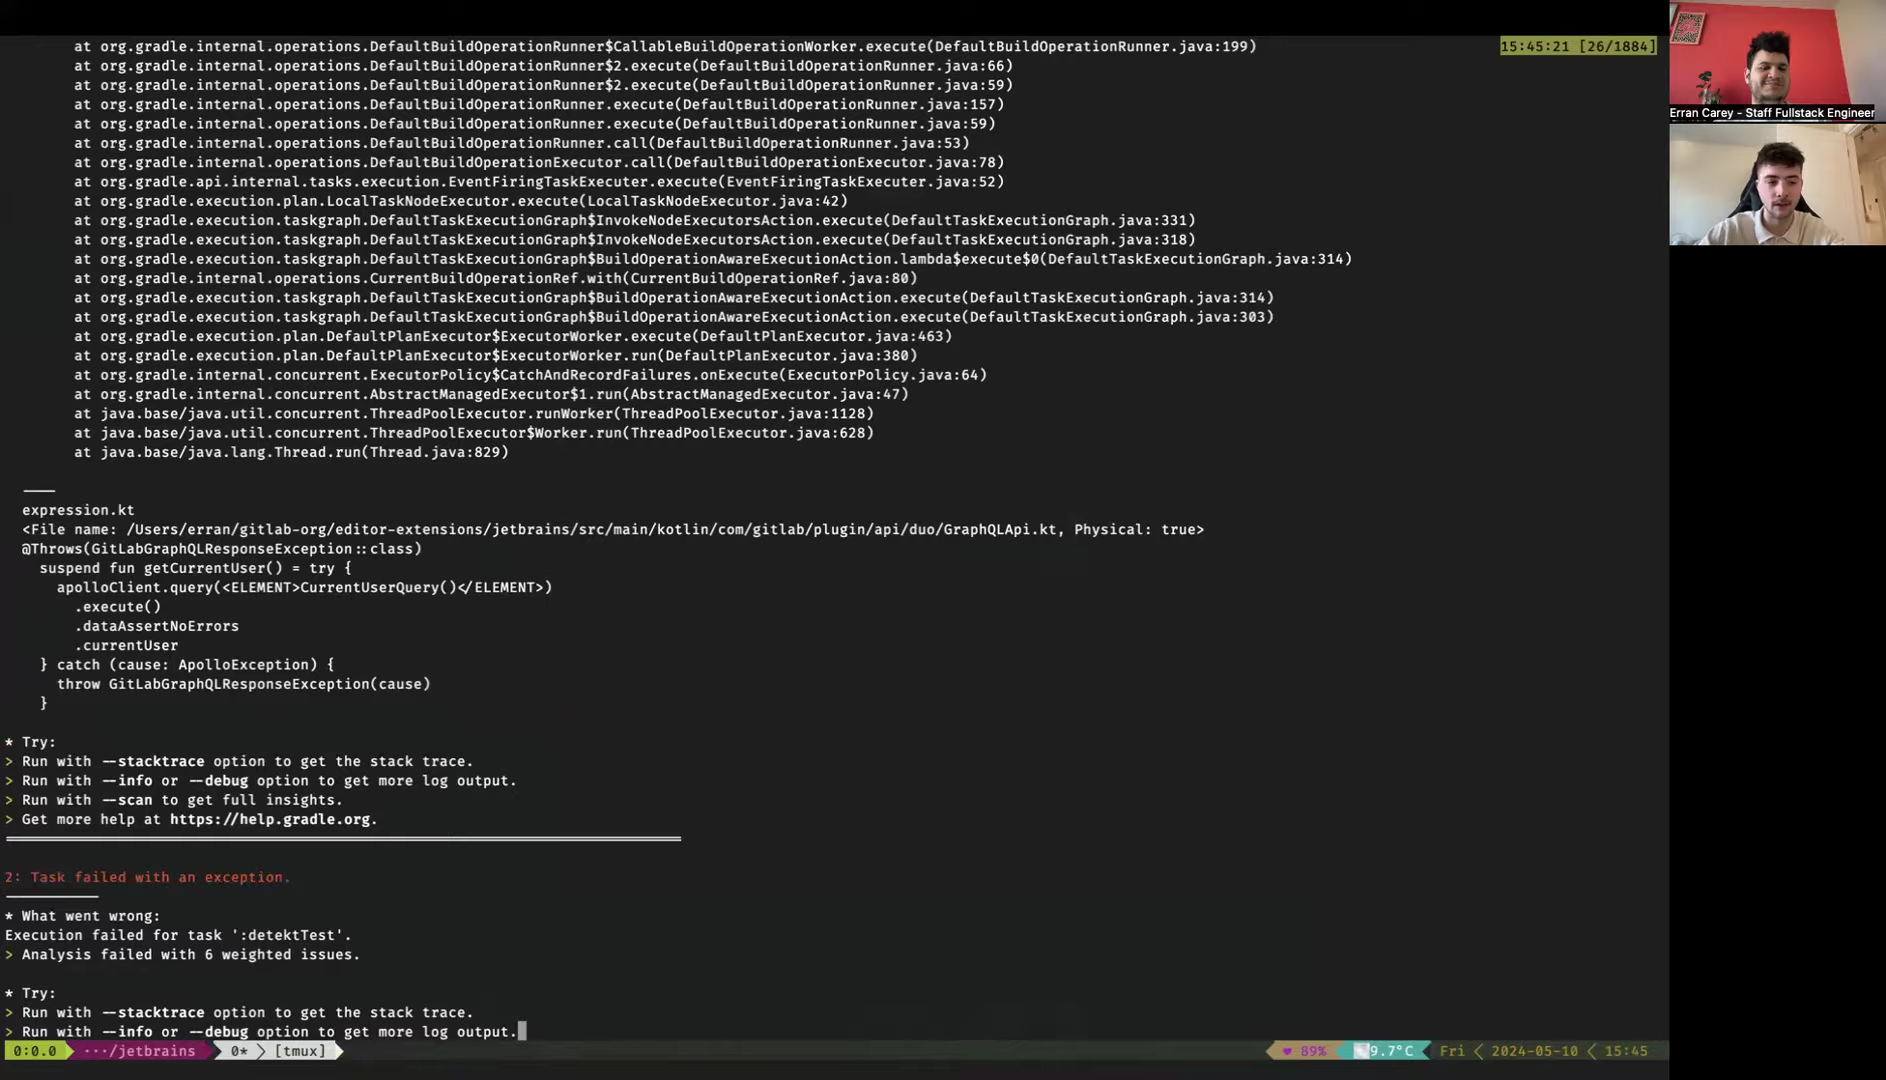 at org.gradle.internal.operations.DefaultBuildOperationRunner$CallableBuildOperationWorker.execute(DefaultBuildOperationRunner.java:199)
15:45:21 [26/1884]
at org.gradle.internal.operations.DefaultBuildOperationRunner$2.execute(DefaultBuildOperationRunner.java:66)
at org.gradle.internal.operations.DefaultBuildOperationRunner$2.execute(DefaultBuildOperationRunner.java:59)
at org.gradle.internal.operations.DefaultBuildOperationRunner.execute(DefaultBuildOperationRunner.java:157)
at org.gradle.internal.operations.DefaultBuildOperationRunner.execute(DefaultBuildOperationRunner.java:59)
at org.gradle.internal.operations.DefaultBuildOperationRunner.call(DefaultBuildOperationRunner.java:53)
at org.gradle.internal.operations.DefaultBuildOperationExecutor.call(DefaultBuildOperationExecutor.java:78)
at org.gradle.api.internal.tasks.execution.EventFiringTaskExecuter.execute(EventFiringTaskExecuter.java:52)
at org.gradle.execution.plan.LocalTaskNodeExecutor.execute(LocalTaskNodeExecutor.java:42)
at org.gradle.execution.taskgraph.DefaultTaskExecutionGraph$InvokeNodeExecutorsAction.execute(DefaultTaskExecutionGraph.java:331)
at org.gradle.execution.taskgraph.DefaultTaskExecutionGraph$InvokeNodeExecutorsAction.execute(DefaultTaskExecutionGraph.java:318)
at org.gradle.execution.taskgraph.DefaultTaskExecutionGraph$BuildOperationAwareExecutionAction.lambda$execute$0(DefaultTaskExecutionGraph.java:314)
at org.gradle.internal.operations.CurrentBuildOperationRef.with(CurrentBuildOperationRef.java:80)
at org.gradle.execution.taskgraph.DefaultTaskExecutionGraph$BuildOperationAwareExecutionAction.execute(DefaultTaskExecutionGraph.java:314)
at org.gradle.execution.taskgraph.DefaultTaskExecutionGraph$BuildOperationAwareExecutionAction.execute(DefaultTaskExecutionGraph.java:303)
at org.gradle.execution.plan.DefaultPlanExecutor$ExecutorWorker.execute(DefaultPlanExecutor.java:463)
at org.gradle.execution.plan.DefaultPlanExecutor$ExecutorWorker.run(DefaultPlanExecutor.java:380)
at org.gradle.internal.concurrent.ExecutorPolicy$CatchAndRecordFailures.onExecute(ExecutorPolicy.java:64)
at org.gradle.internal.concurrent.AbstractManagedExecutor$1.run(AbstractManagedExecutor.java:47)
at java.base/java.util.concurrent.ThreadPoolExecutor.runWorker(ThreadPoolExecutor.java:1128)
at java.base/java.util.concurrent.ThreadPoolExecutor$Worker.run(ThreadPoolExecutor.java:628)
at java.base/java.lang.Thread.run(Thread.java:829)
Erran Carey - Staff Fullstack Engineer
____
expression.kt
<File name: /Users/erran/gitlab-org/editor-extensions/jetbrains/src/main/kotlin/com/gitlab/plugin/api/duo/GraphQLApi.kt, Physical: true>
@Throws(GitLabGraphQLResponseException::class)
suspend fun getCurrentUser() = try {
apolloClient.query(<ELEMENT>CurrentUserQuery()</ELEMENT>)
.execute()
.dataAssertNoErrors
.currentUser
} catch (cause: ApolloException) {
throw GitLabGraphQLResponseException(cause)
}
* Try:
> Run with --stacktrace option to get the stack trace.
> Run with --info or --debug option to get more log output.
> Run with --scan to get full insights.
> Get more help at https://help.gradle.org.
==============================================================================
2: Task failed with an exception.
-----------
* What went wrong:
Execution failed for task ':detektTest'.
> Analysis failed with 6 weighted issues.
* Try:
> Run with --stacktrace option to get the stack trace.
> Run with --info or --debug option to get more log output.
0:0.0 ···/jetbrains 0* [tmux] ♥ 89% 9.7°C Fri 2024-05-10 15:45